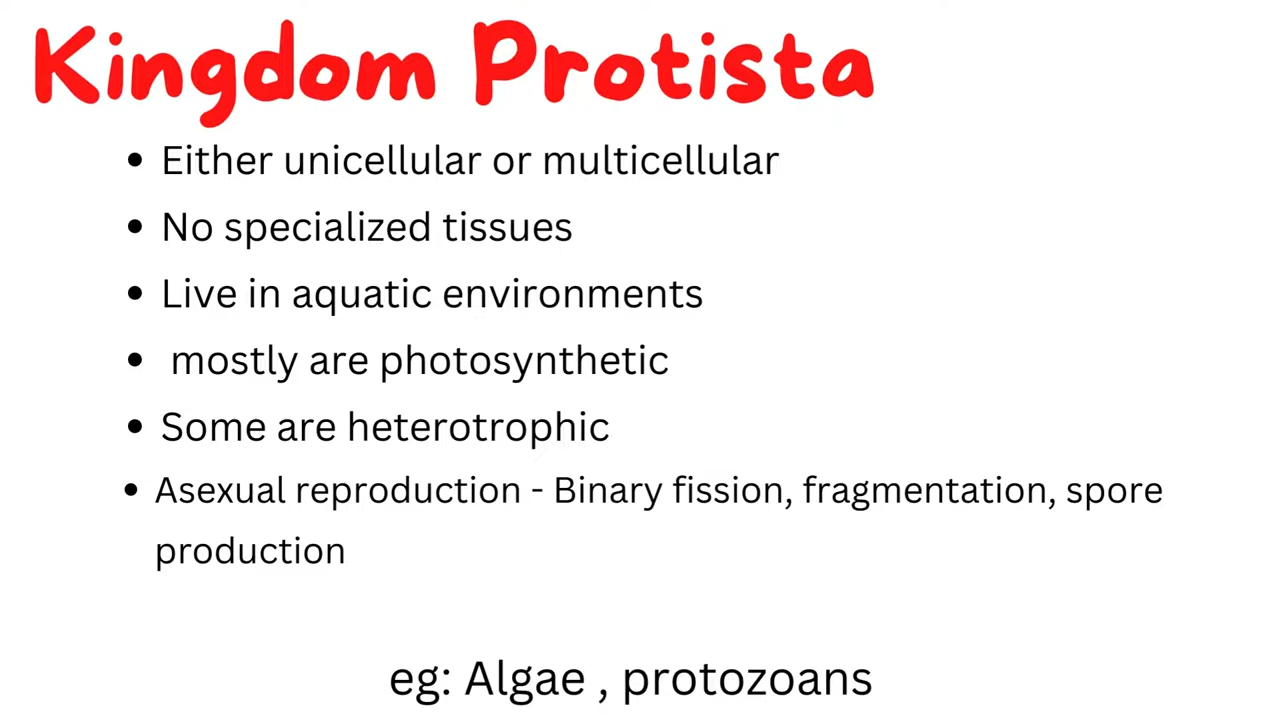 Kingdom Protista
• Either unicellular or multicellular
• No specialized tissues
• Live in aquatic environments
• mostly are photosynthetic
• Some are heterotrophic
• Asexual reproduction - Binary fission, fragmentation, spore
production
eg: Algae , protozoans